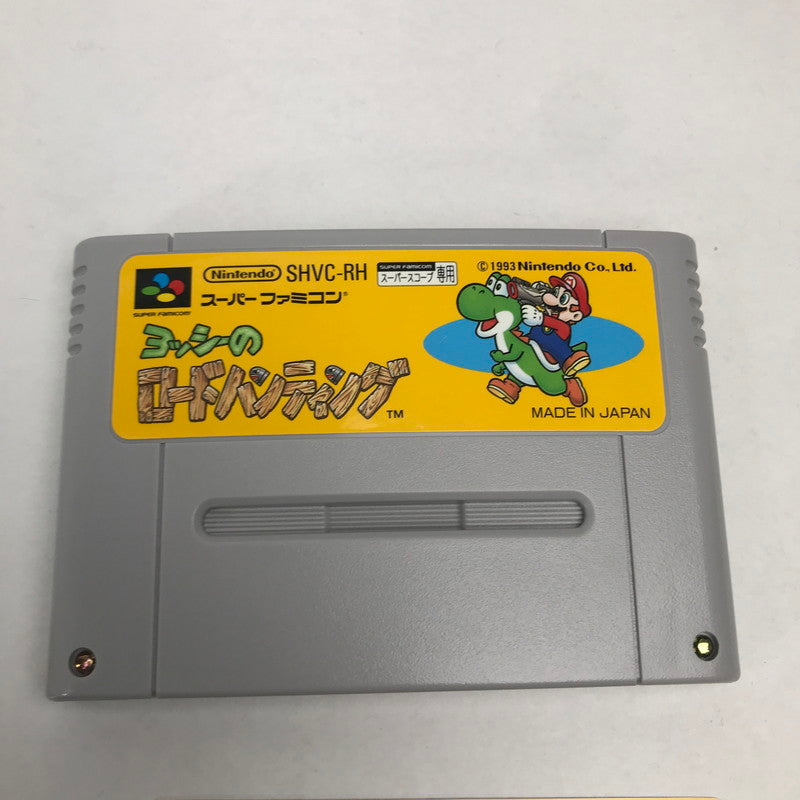 Nintendo SHVC-RH SUPER FAMICOM スーパースコープ 専用 © 1993 Nintendo Co., Ltd.
SUPER FAMICOM スーパーファミコン®
ヨッシーの
ロードハンティング TM
MADE IN JAPAN